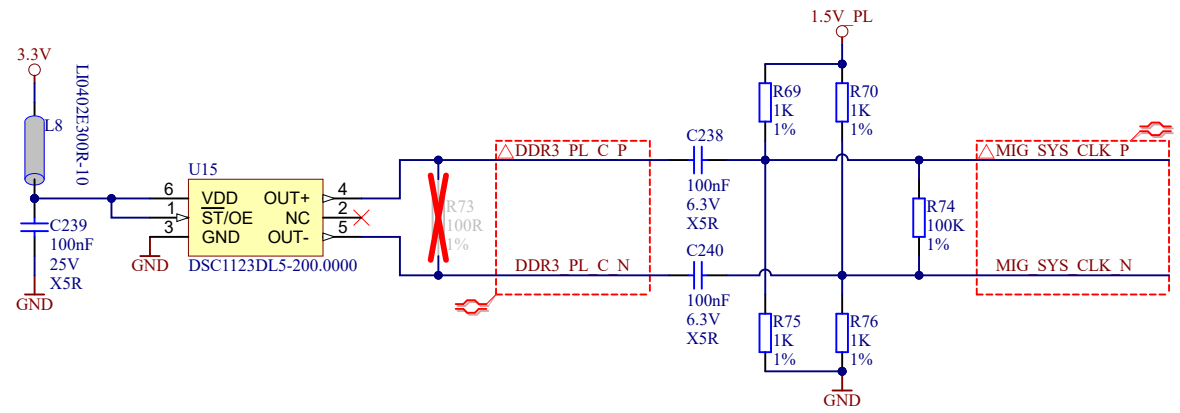 1.5V_PL
3.3V
LI0402E300R-10
L8
R69
1K
1%
R70
1K
1%
C238
100nF
6.3V
X5R
DDR3_PL_C_P
MIG_SYS_CLK_P
U15
6
VDD
OUT+
4
1
ST/OE
NC
2
3
GND
OUT-
5
DSC1123DL5-200.0000
GND
C239
100nF
25V
X5R
GND
R73
100R
1%
R74
100K
1%
C240
100nF
6.3V
X5R
DDR3_PL_C_N
MIG_SYS_CLK_N
R75
1K
1%
R76
1K
1%
GND